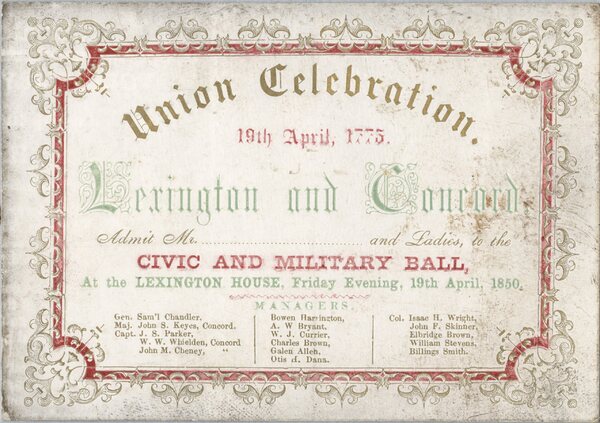 Union Celebration.
19th April, 1775.
Lexington and Concord.
Admit Mr. and Ladies, to the
CIVIC AND MILITARY BALL,
At the LEXINGTON HOUSE, Friday Evening, 19th April, 1850.
MANAGERS.
Gen. Sam'l Chandler.
Maj. John S. Keyes, Concord.
Capt. J. S. Parker,
W. W. Whielden, Concord
John M. Cheney, "
Bowen Harrington,
A. W Bryant.
W. J. Currier,
Charles Brown,
Galen Allen.
Otis H. Dana.
Col. Isaac H. Wright,
John F. Skinner,
Elbridge Brown,
William Stevens,
Billings Smith.